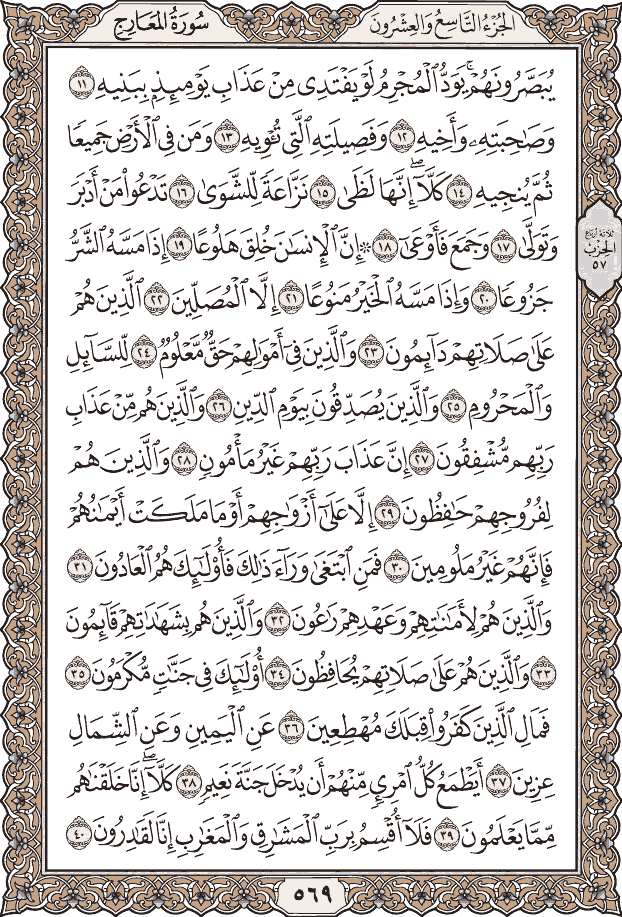 سُورَةُ المَعَارِجِ
الجُزْءُ التَّاسِعُ وَالعِشْرُونَ
يُبَصَّرُونَهُمْۚ يَوَدُّ ٱلْمُجْرِمُ لَوْ يَفْتَدِى مِنْ عَذَابِ يَوْمِئِذٍۭ بِبَنِيهِ ١١
وَصَٰحِبَتِهِۦ وَأَخِيهِ ١٢ وَفَصِيلَتِهِ ٱلَّتِى تُـْٔوِيهِ ١٣ وَمَن فِى ٱلْأَرْضِ جَمِيعًا
ثُمَّ يُنجِيهِ ١٤ كَلَّآۖ إِنَّهَا لَظَىٰ ١٥ نَزَّاعَةً لِّلشَّوَىٰ ١٦ تَدْعُوا۟ مَنْ أَدْبَرَ
وَتَوَلَّىٰ ١٧ وَجَمَعَ فَأَوْعَىٰٓ ١٨ ۞ إِنَّ ٱلْإِنسَٰنَ خُلِقَ هَلُوعًا ١٩ إِذَا مَسَّهُ ٱلشَّرُّ
جَزُوعًا ٢٠ وَإِذَا مَسَّهُ ٱلْخَيْرُ مَنُوعًا ٢١ إِلَّا ٱلْمُصَلِّينَ ٢٢ ٱلَّذِينَ هُمْ
عَلَىٰ صَلَاتِهِمْ دَآئِمُونَ ٢٣ وَٱلَّذِينَ فِىٓ أَمْوَٰلِهِمْ حَقٌّ مَّعْلُومٌ ٢٤ لِّلسَّآئِلِ
وَٱلْمَحْرُومِ ٢٥ وَٱلَّذِينَ يُصَدِّقُونَ بِيَوْمِ ٱلدِّينِ ٢٦ وَٱلَّذِينَ هُم مِّنْ عَذَابِ
رَبِّهِم مُّشْفِقُونَ ٢٧ إِنَّ عَذَابَ رَبِّهِمْ غَيْرُ مَأْمُونٍ ٢٨ وَٱلَّذِينَ هُمْ
لِفُرُوجِهِمْ حَٰفِظُونَ ٢٩ إِلَّا عَلَىٰٓ أَزْوَٰجِهِمْ أَوْ مَا مَلَكَتْ أَيْمَٰنُهُمْ
فَإِنَّهُمْ غَيْرُ مَلُومِينَ ٣٠ فَمَنِ ٱبْتَغَىٰ وَرَآءَ ذَٰلِكَ فَأُو۟لَٰٓئِكَ هُمُ ٱلْعَادُونَ ٣١
وَٱلَّذِينَ هُمْ لِأَمَٰنَٰتِهِمْ وَعَهْدِهِمْ رَٰعُونَ ٣٢ وَٱلَّذِينَ هُم بِشَهَٰدَٰتِهِمْ قَآئِمُونَ
٣٣ وَٱلَّذِينَ هُمْ عَلَىٰ صَلَاتِهِمْ يُحَافِظُونَ ٣٤ أُو۟لَٰٓئِكَ فِى جَنَّٰتٍ مُّكْرَمُونَ ٣٥
فَمَالِ ٱلَّذِينَ كَفَرُوا۟ قِبَلَكَ مُهْطِعِينَ ٣٦ عَنِ ٱلْيَمِينِ وَعَنِ ٱلشِّمَالِ
عِزِينَ ٣٧ أَيَطْمَعُ كُلُّ ٱمْرِئٍ مِّنْهُمْ أَن يُدْخَلَ جَنَّةَ نَعِيمٍ ٣٨ كَلَّآۖ إِنَّا خَلَقْنَٰهُم
مِّمَّا يَعْلَمُونَ ٣٩ فَلَآ أُقْسِمُ بِرَبِّ ٱلْمَشَٰرِقِ وَٱلْمَغَٰرِبِ إِنَّا لَقَٰدِرُونَ ٤٠
ثلاثة أرباع
الحزب
٥٧
٥٦٩